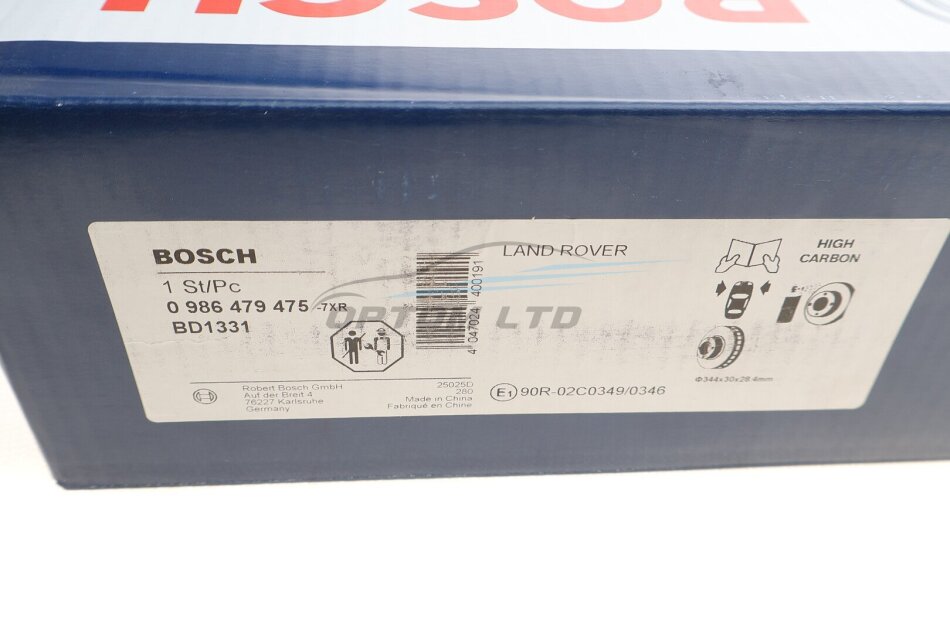 BOSCH
BOSCH
1 St/Pc
0 986 479 475 -7XR
BD1331
Robert Bosch GmbH
Auf der Breit 4
76227 Karlsruhe
Germany
25025D
280
Made in China
Fabriqué en Chine
4 047024 400191
LAND ROVER
E1 90R-02C0349/0346
HIGH
CARBON
Φ344x30x28.4mm
OPTOM LTD